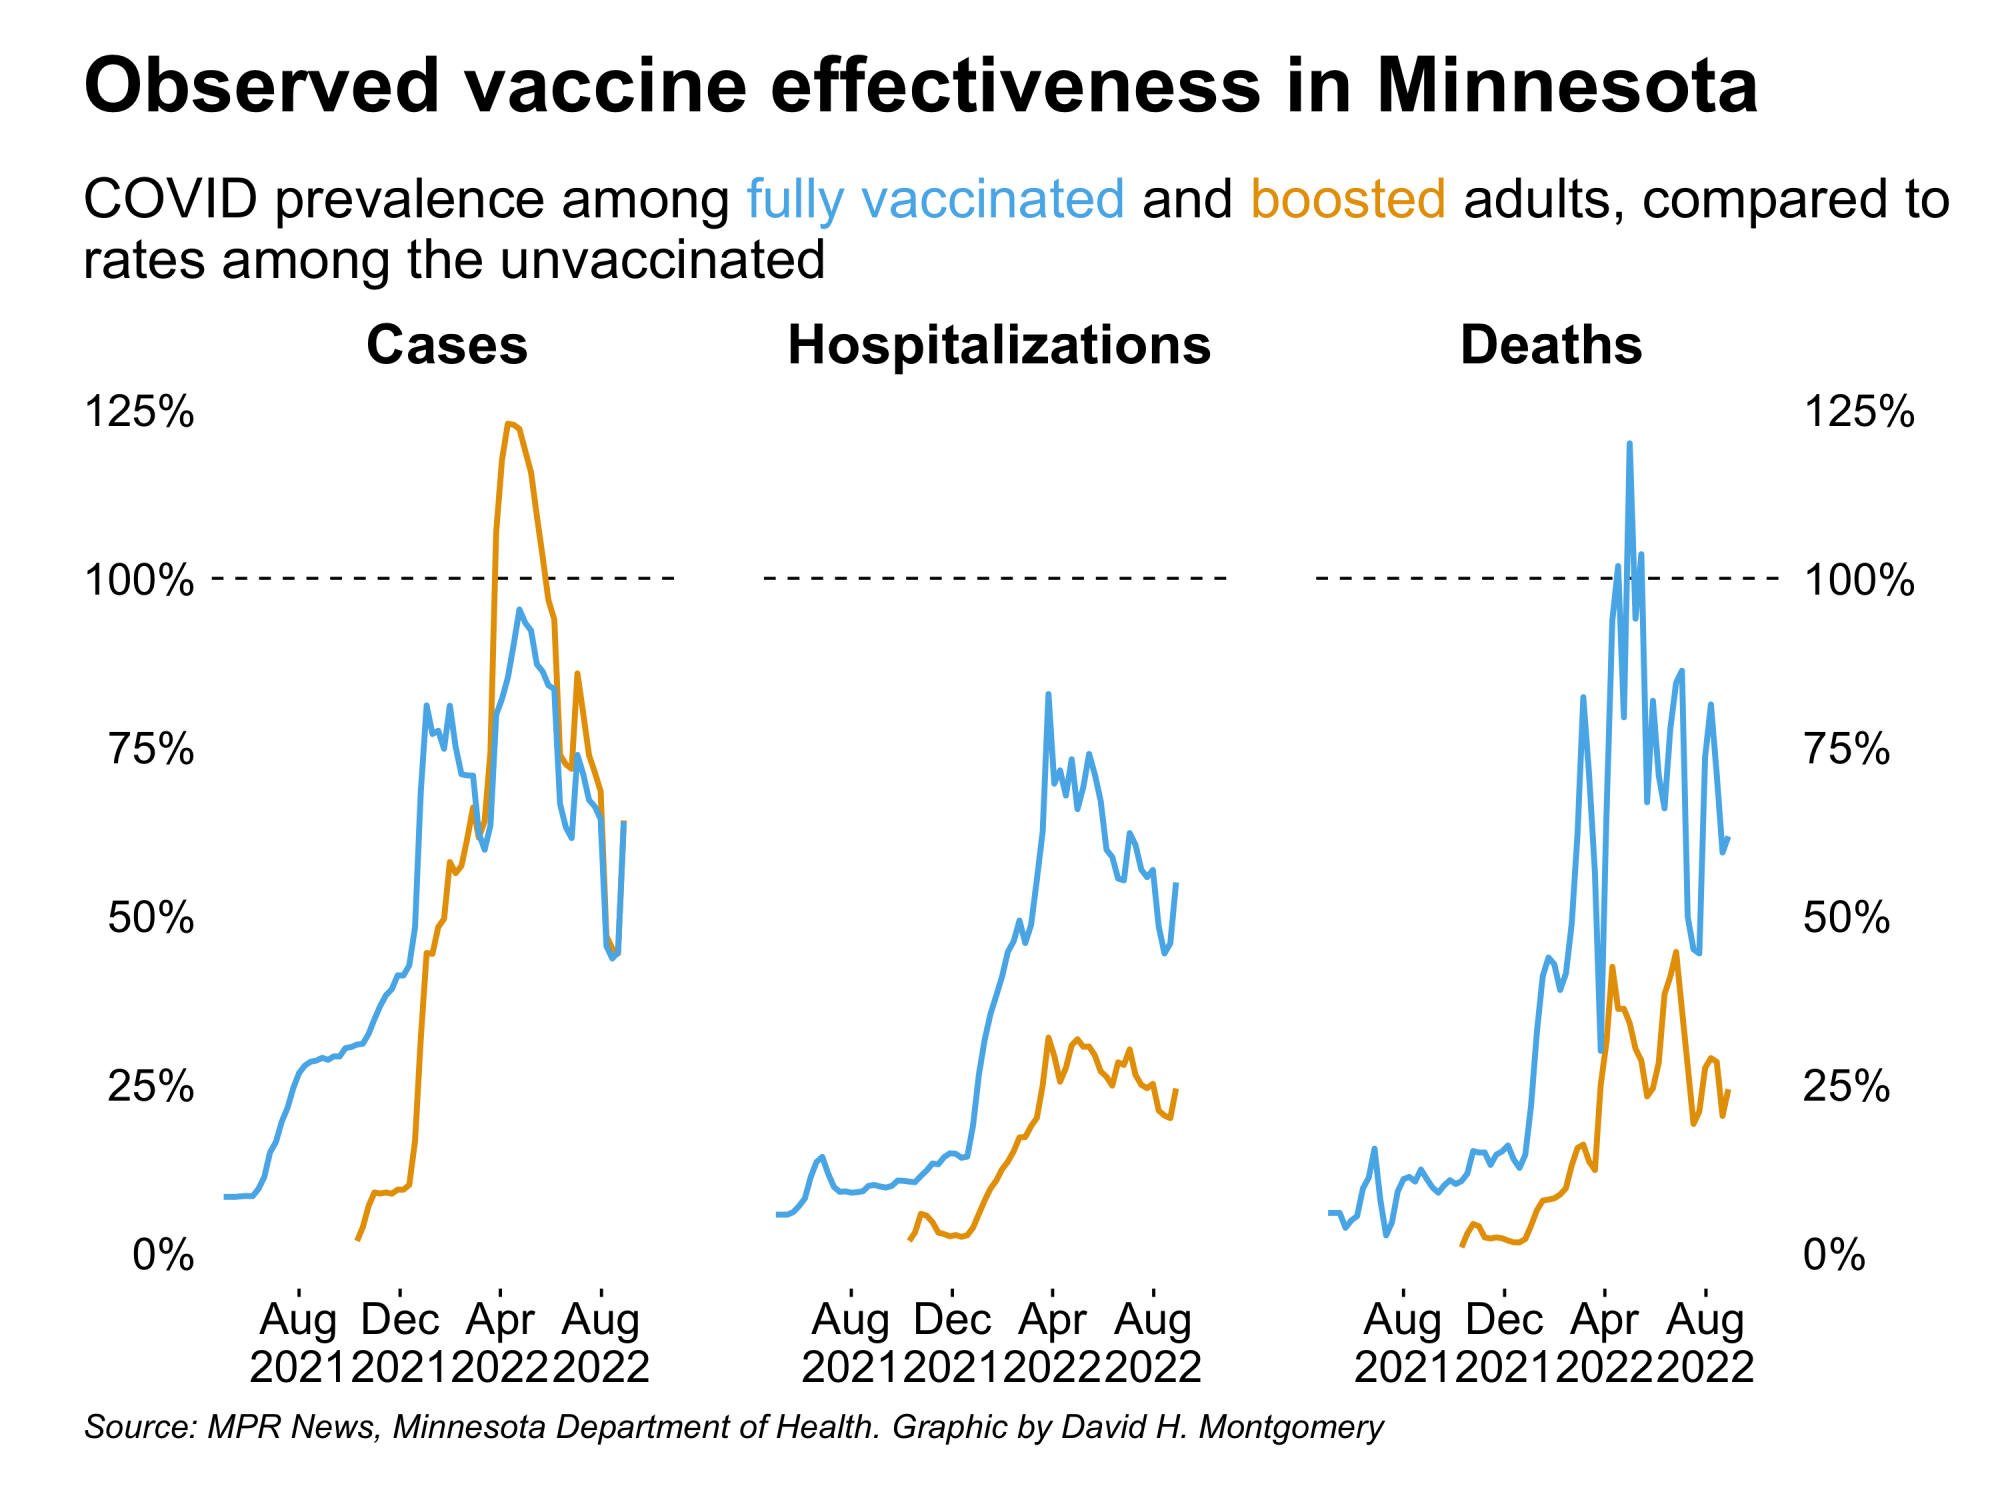 Observed vaccine effectiveness in Minnesota
COVID prevalence among fully vaccinated and boosted adults, compared to
rates among the unvaccinated
Cases Hospitalizations Deaths
125% 125%
100% 100%
75% 75%
50% 50%
25% 25%
0% 0%
Aug Dec Apr Aug Aug Dec Apr Aug Aug Dec Apr Aug
2021 2021 2022 2022 2021 2021 2022 2022 2021 2021 2022 2022
Source: MPR News, Minnesota Department of Health. Graphic by David H. Montgomery